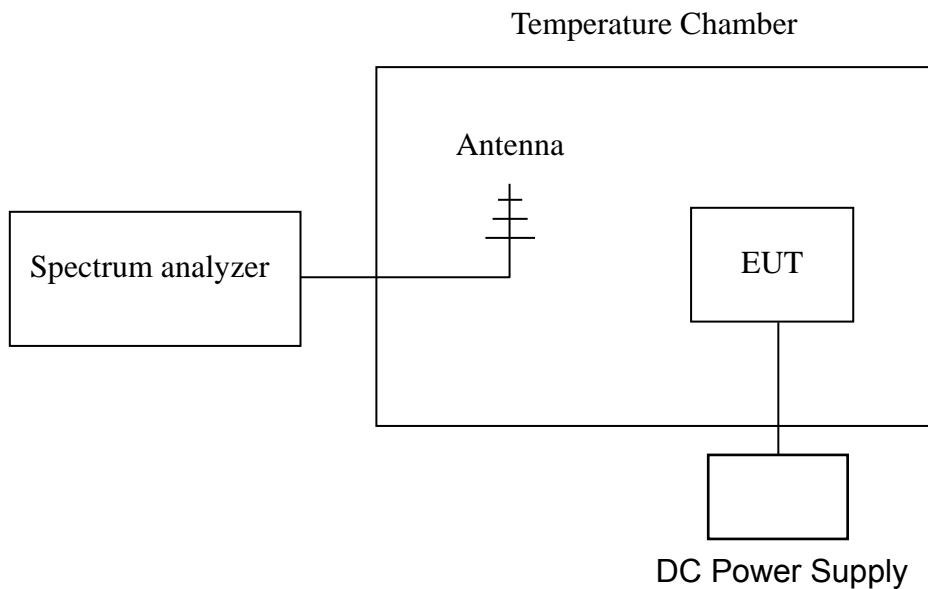 Temperature Chamber
Antenna
Spectrum analyzer
EUT
DC Power Supply